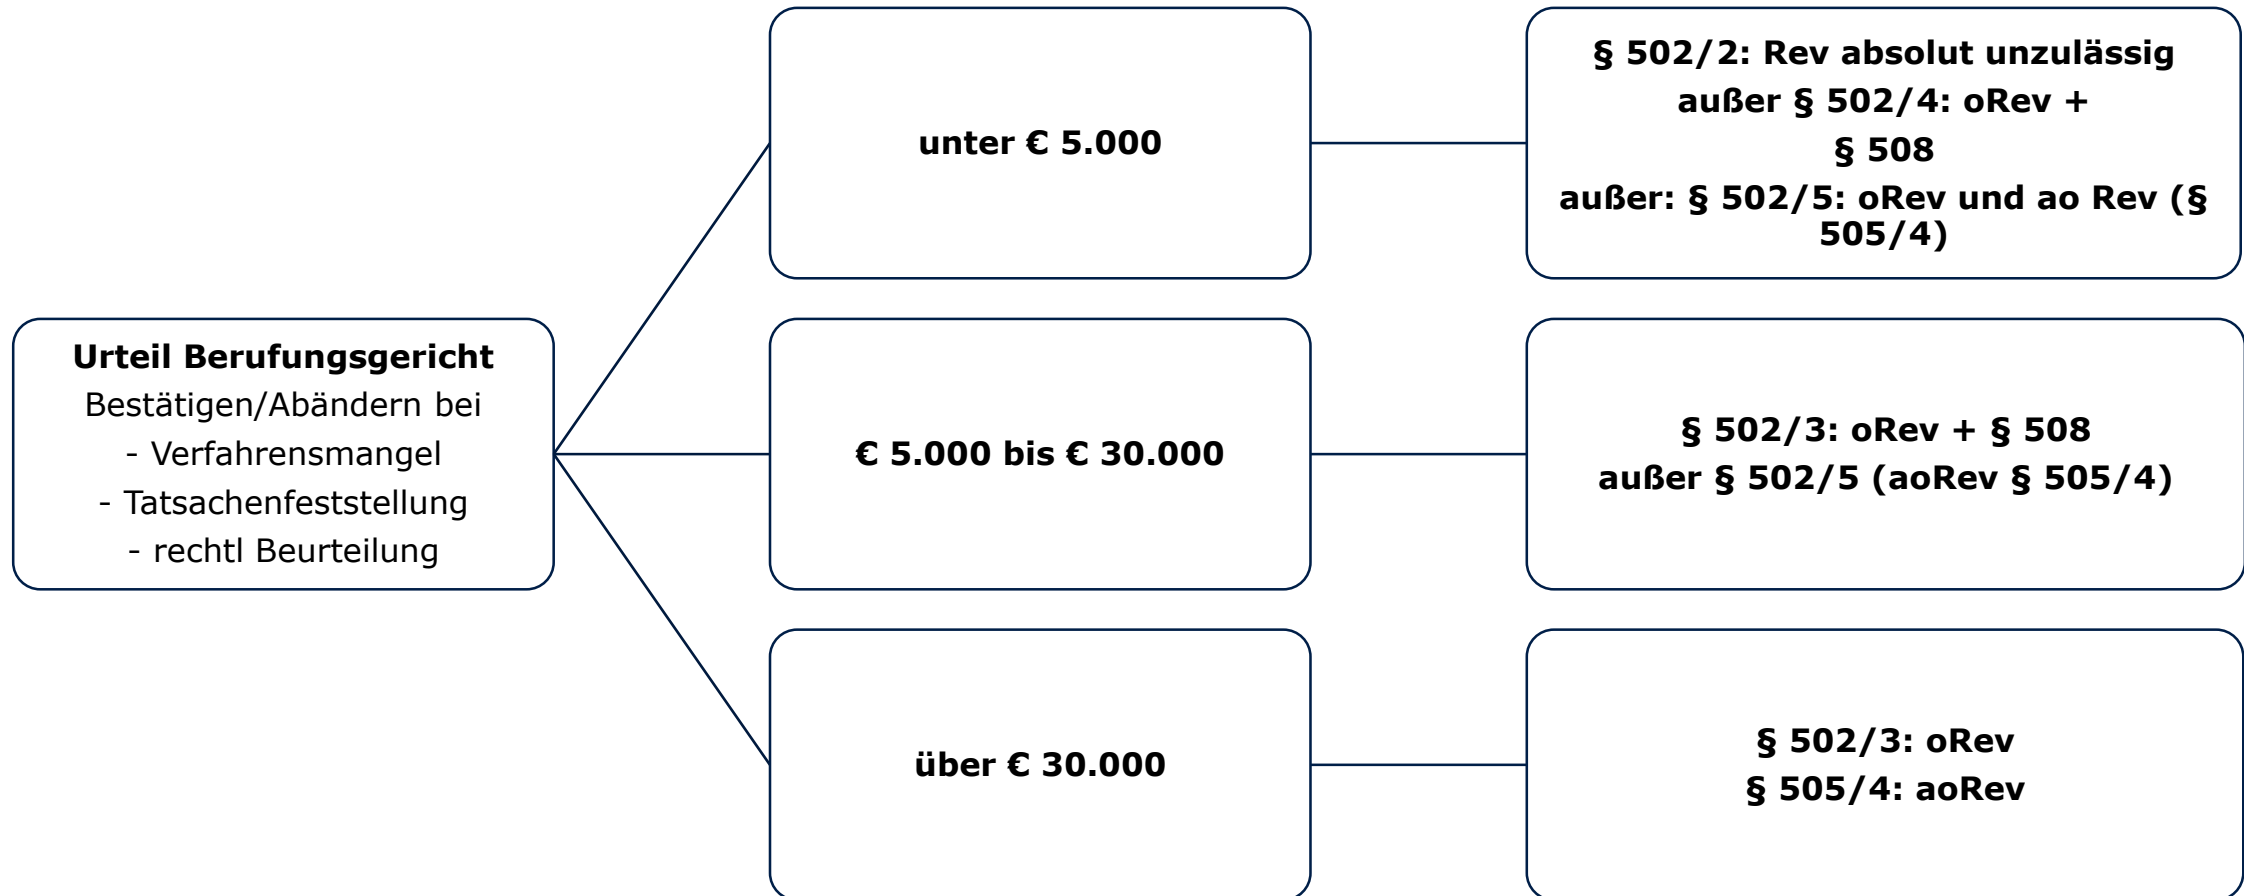 Urteil Berufungsgericht
Bestätigen/Abändern bei
- Verfahrensmangel
- Tatsachenfeststellung
- rechtl Beurteilung
unter € 5.000
§ 502/2: Rev absolut unzulässig
außer § 502/4: oRev +
§ 508
außer: § 502/5: oRev und ao Rev (§
505/4)
€ 5.000 bis € 30.000
§ 502/3: oRev + § 508
außer § 502/5 (aoRev § 505/4)
über € 30.000
§ 502/3: oRev
§ 505/4: aoRev